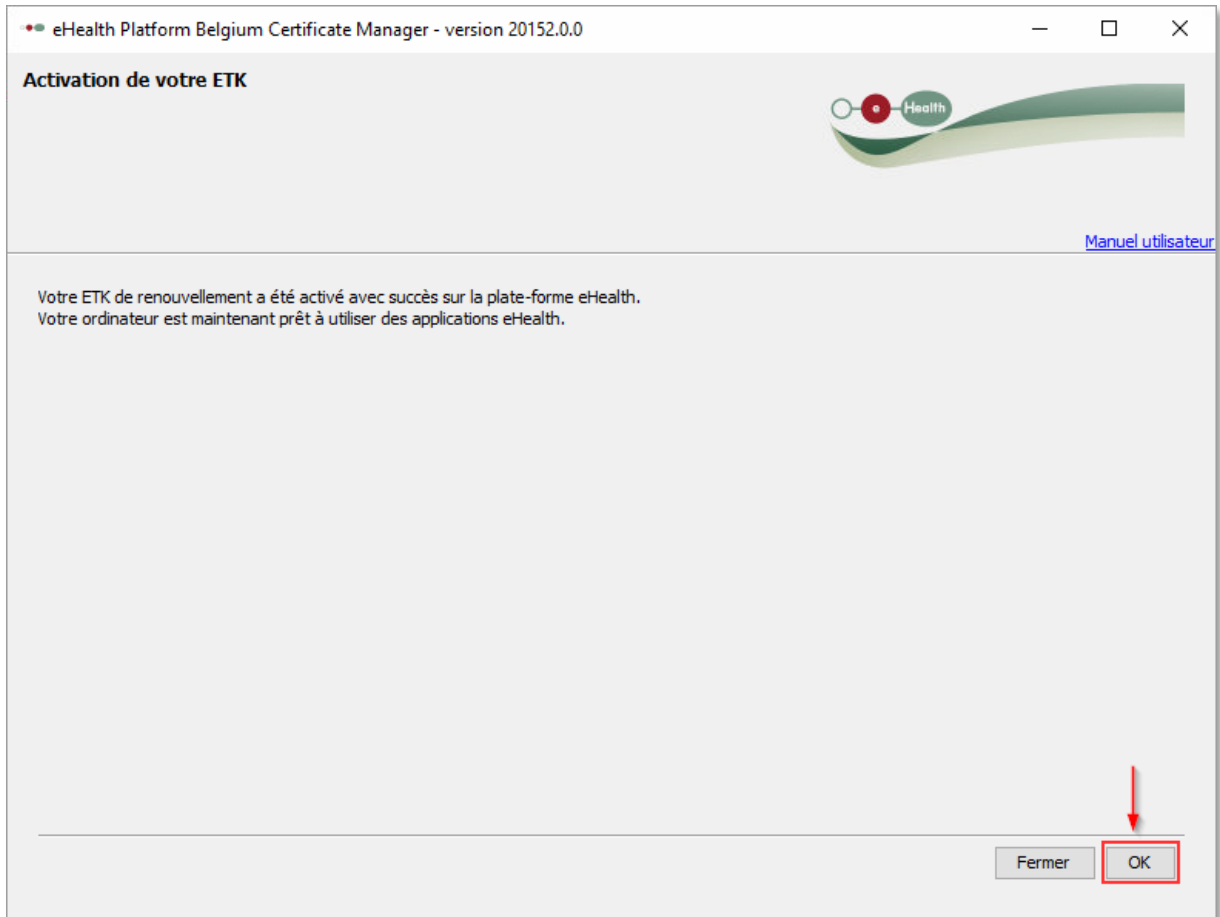 eHealth Platform Belgium Certificate Manager - version 20152.0.0
Activation de votre ETK
e Health
Manuel utilisateur
Votre ETK de renouvellement a été activé avec succès sur la plate-forme eHealth.
Votre ordinateur est maintenant prêt à utiliser des applications eHealth.
Fermer OK